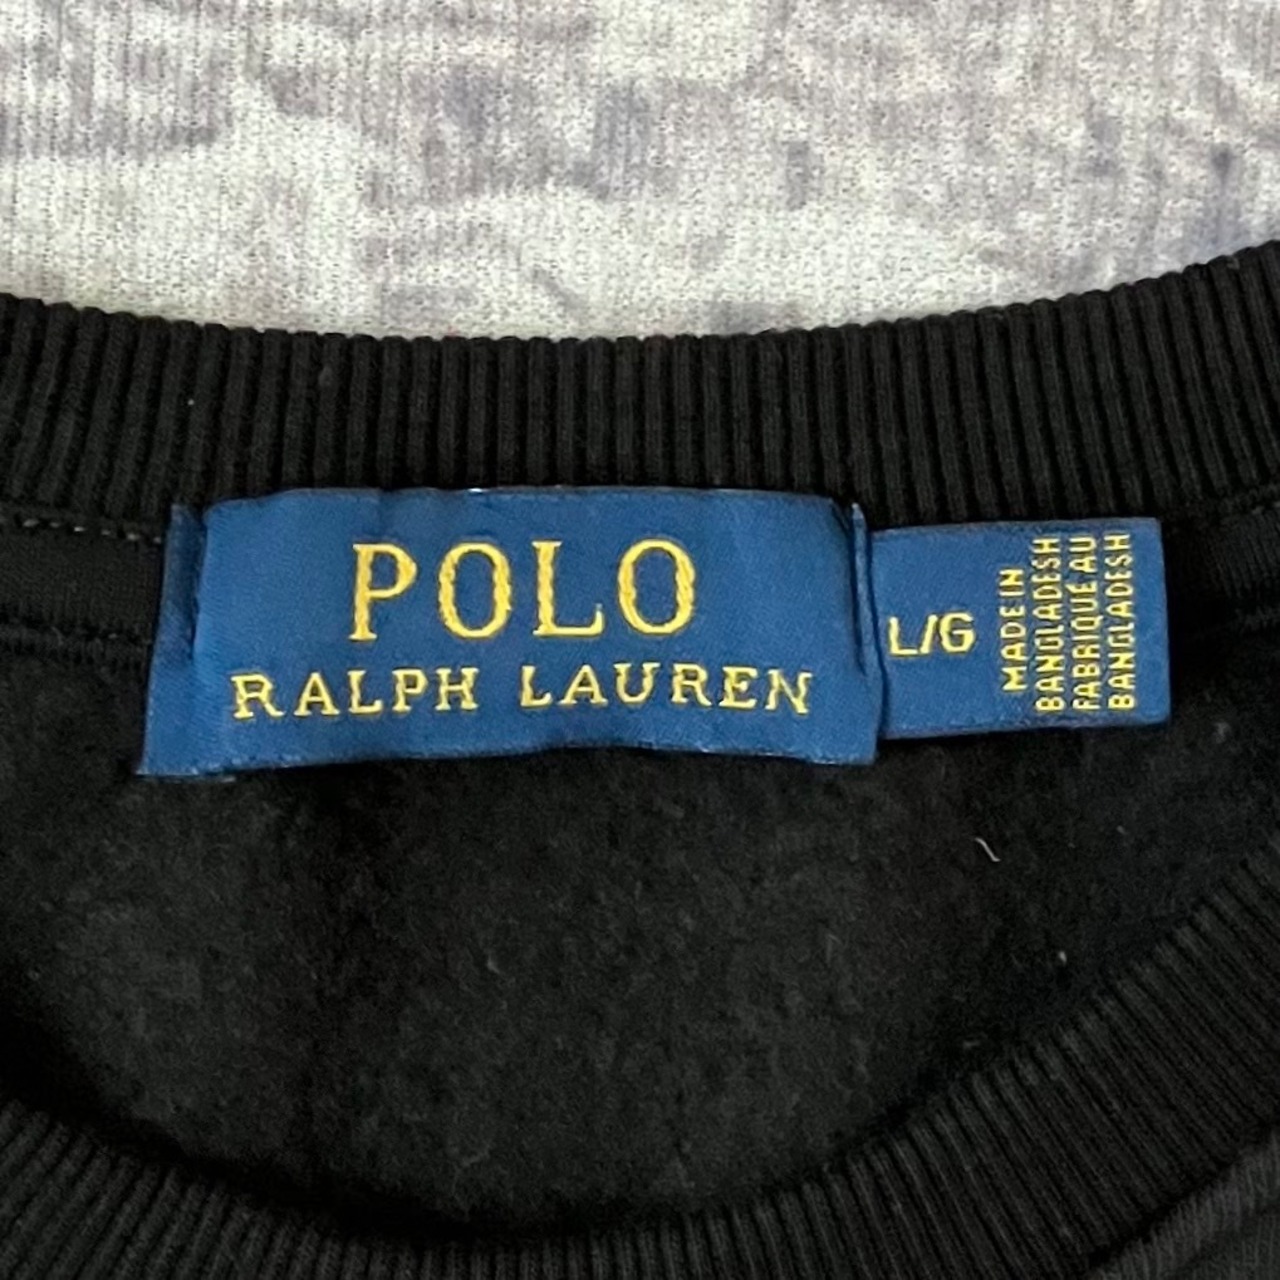 POLO
RALPH LAUREN
L/G
MADE IN
BANGLADESH
FABRIQUÉ AU
BANGLADESH